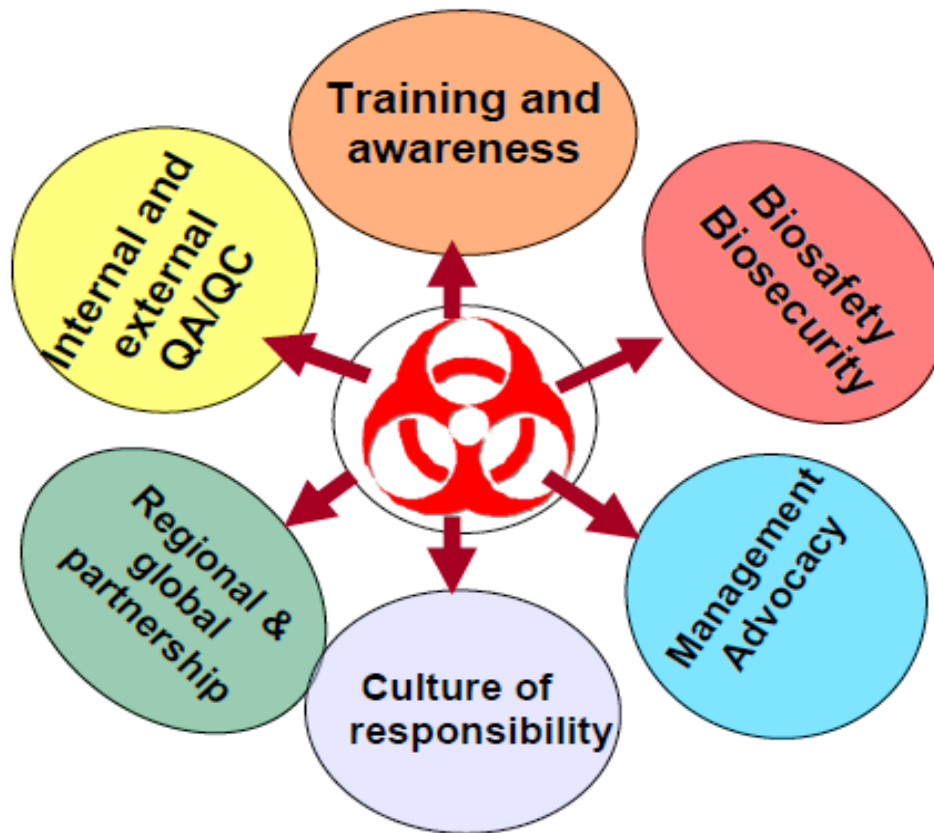 Training and
awareness
Biosafety
Biosecurity
Management
Advocacy
Culture of
responsibility
Regional &
global
partnership
Internal and
external
QA/QC